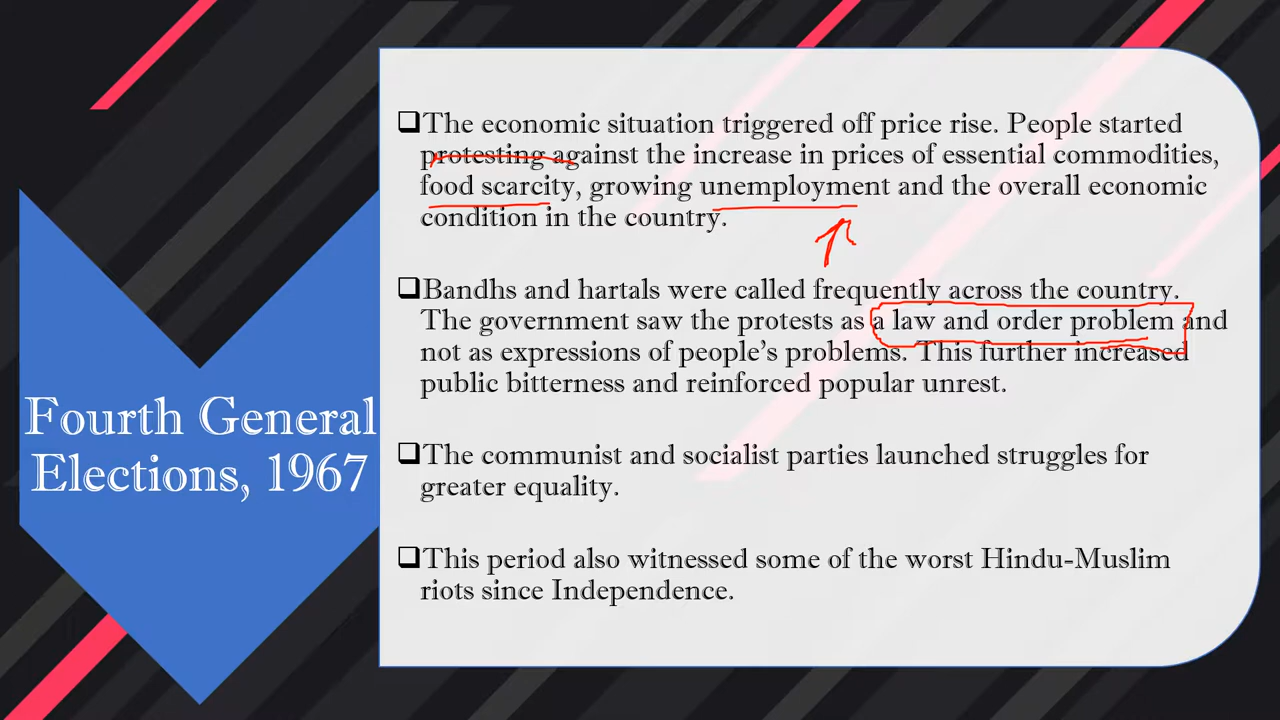 Fourth General
Elections, 1967
The economic situation triggered off price rise. People started
protesting against the increase in prices of essential commodities,
food scarcity, growing unemployment and the overall economic
condition in the country.
Bandhs and hartals were called frequently across the country.
The government saw the protests as a law and order problem and
not as expressions of people's problems. This further increased
public bitterness and reinforced popular unrest.
The communist and socialist parties launched struggles for
greater equality.
This period also witnessed some of the worst Hindu-Muslim
riots since Independence.